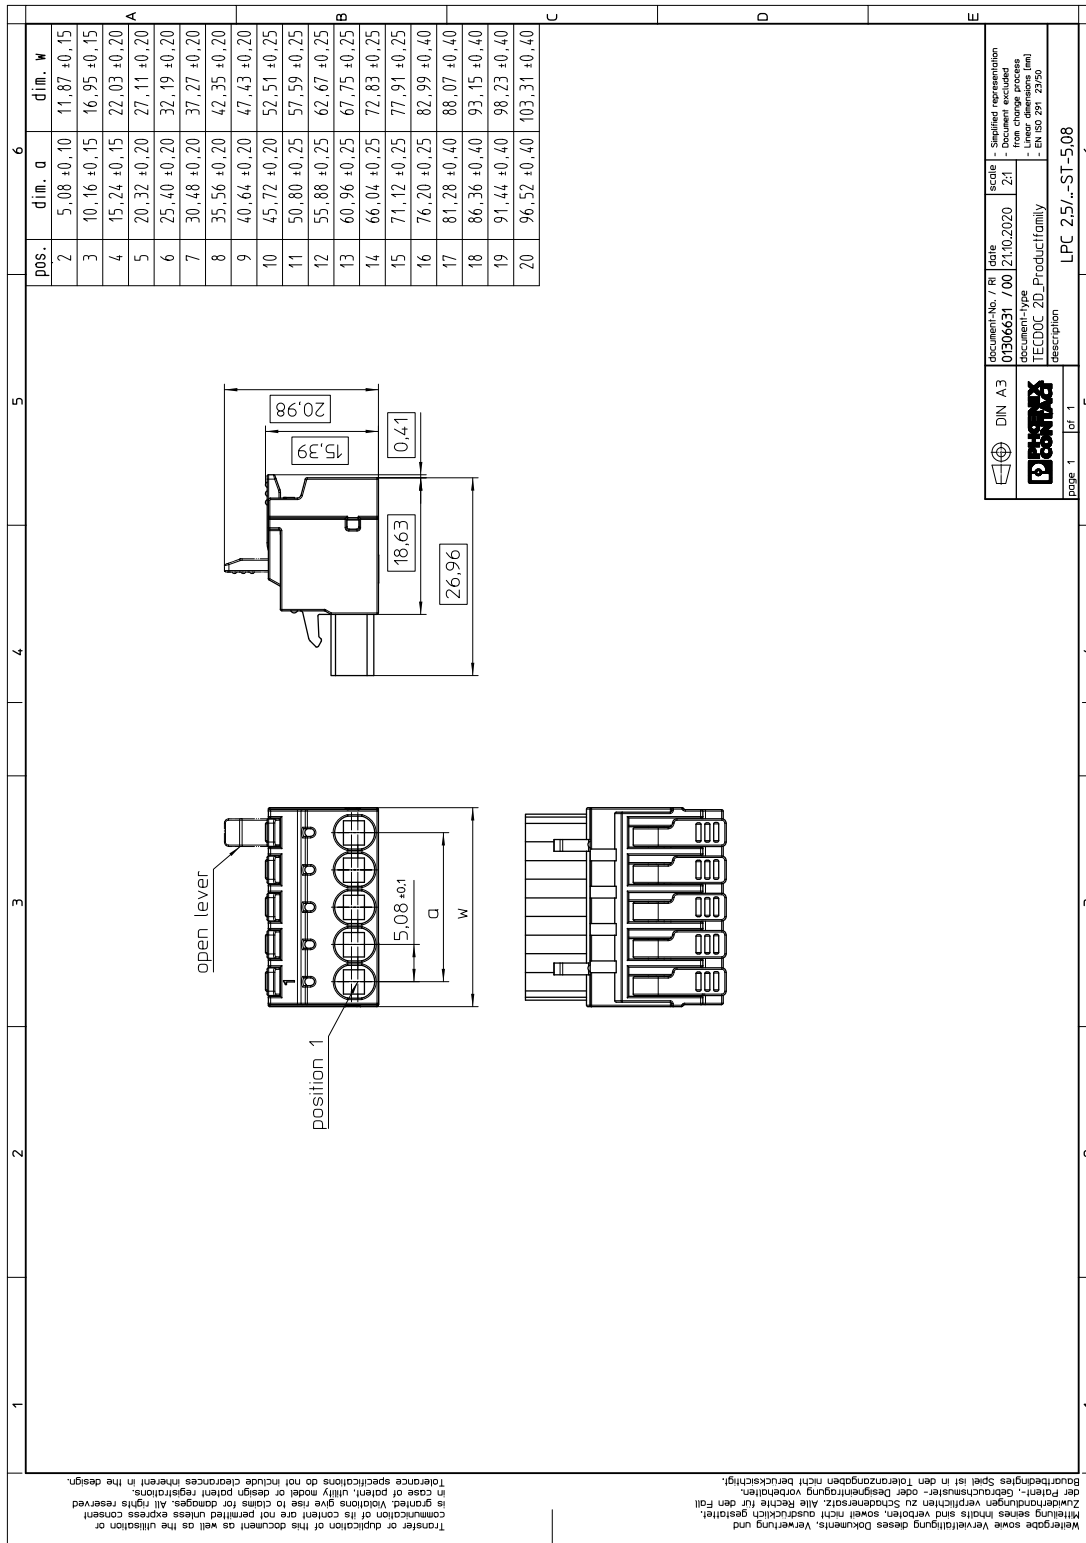 1 2 3 4 5 6
A B C D E
pos. dim. a dim. w
2 5,08 ±0,10 11,87 ±0,15
3 10,16 ±0,15 16,95 ±0,15
4 15,24 ±0,15 22,03 ±0,20
5 20,32 ±0,20 27,11 ±0,20
6 25,40 ±0,20 32,19 ±0,20
7 30,48 ±0,20 37,27 ±0,20
8 35,56 ±0,20 42,35 ±0,20
9 40,64 ±0,20 47,43 ±0,20
10 45,72 ±0,20 52,51 ±0,25
11 50,80 ±0,25 57,59 ±0,25
12 55,88 ±0,25 62,67 ±0,25
13 60,96 ±0,25 67,75 ±0,25
14 66,04 ±0,25 72,83 ±0,25
15 71,12 ±0,25 77,91 ±0,25
16 76,20 ±0,25 82,99 ±0,40
17 81,28 ±0,40 88,07 ±0,40
18 86,36 ±0,40 93,15 ±0,40
19 91,44 ±0,40 98,23 ±0,40
20 96,52 ±0,40 103,31 ±0,40
open lever
1
position 1
5,08 ±0,1
a
w
20,98
15,39
0,41
18,63
26,96
DIN A3
document-No. / RI
01306631 / 00
date
21.10.2020
scale
2:1
- Simplified representation
- Document excluded
from change process
- Linear dimensions [mm]
- EN ISO 291 23/50
document-type
TECDOC 2D_Productfamily
PHOENIX
CONTACT
description
LPC 2,5/..-ST-5,08
page 1 of 1
Transfer or duplication of this document as well as the utilisation or
communication of its content are not permitted unless express consent
is granted. Violations give rise to claims for damages. All rights reserved
in case of patent, utility model or design patent registrations.
Tolerance specifications do not include clearances inherent in the design.
Weitergabe sowie Vervielfältigung dieses Dokuments, Verwertung und
Mitteilung seines Inhalts sind verboten, soweit nicht ausdrücklich gestattet.
Zuwiderhandlungen verpflichten zu Schadenersatz. Alle Rechte für den Fall
der Patent-, Gebrauchsmuster- oder Designeintragung vorbehalten.
Bauartbedingtes Spiel ist in den Toleranzangaben nicht berücksichtigt.